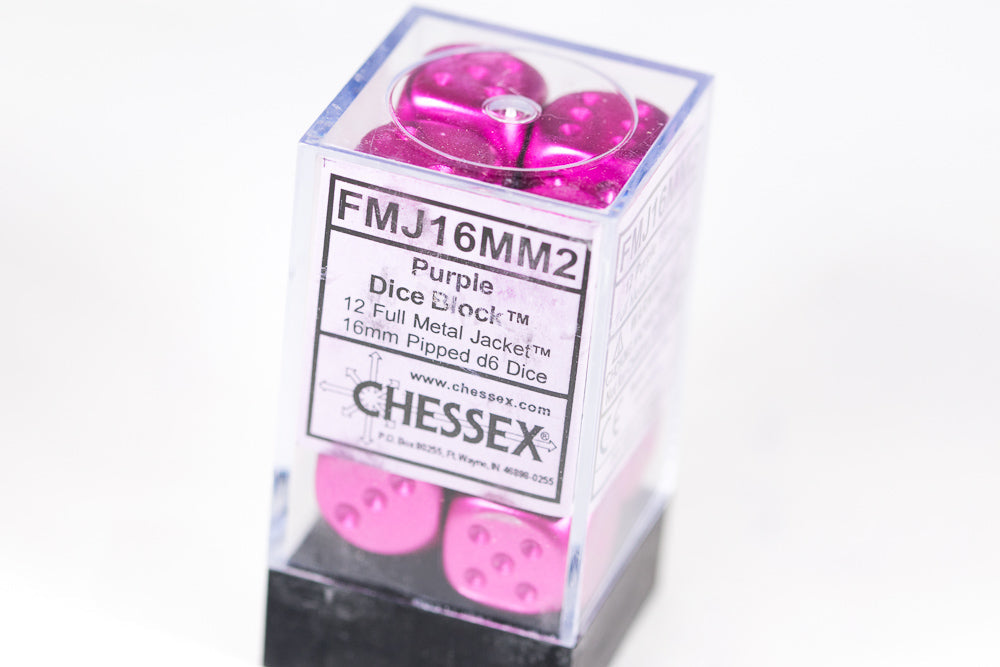 FMJ16MM2
Purple
Dice Block™
12 Full Metal Jacket™
16mm Pipped d6 Dice
www.chessex.com
CHESSEX®
P.O. Box 80255, Ft. Wayne, IN 46898-0255
FMJ16MM
CE